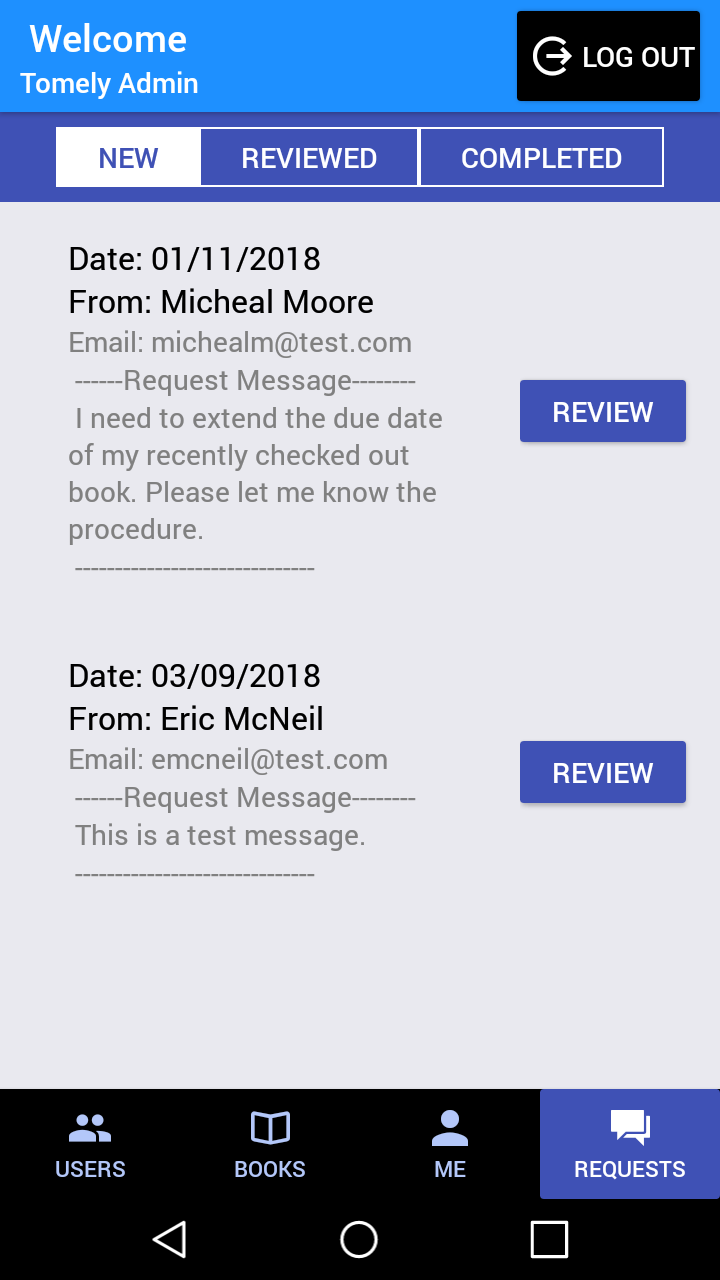 Welcome
Tomely Admin
LOG OUT
NEW
REVIEWED
COMPLETED
Date: 01/11/2018
From: Micheal Moore
Email: michealm@test.com
------Request Message--------
I need to extend the due date
of my recently checked out
book. Please let me know the
procedure.
------------------------------
REVIEW
Date: 03/09/2018
From: Eric McNeil
Email: emcneil@test.com
------Request Message--------
This is a test message.
------------------------------
REVIEW
USERS
BOOKS
ME
REQUESTS